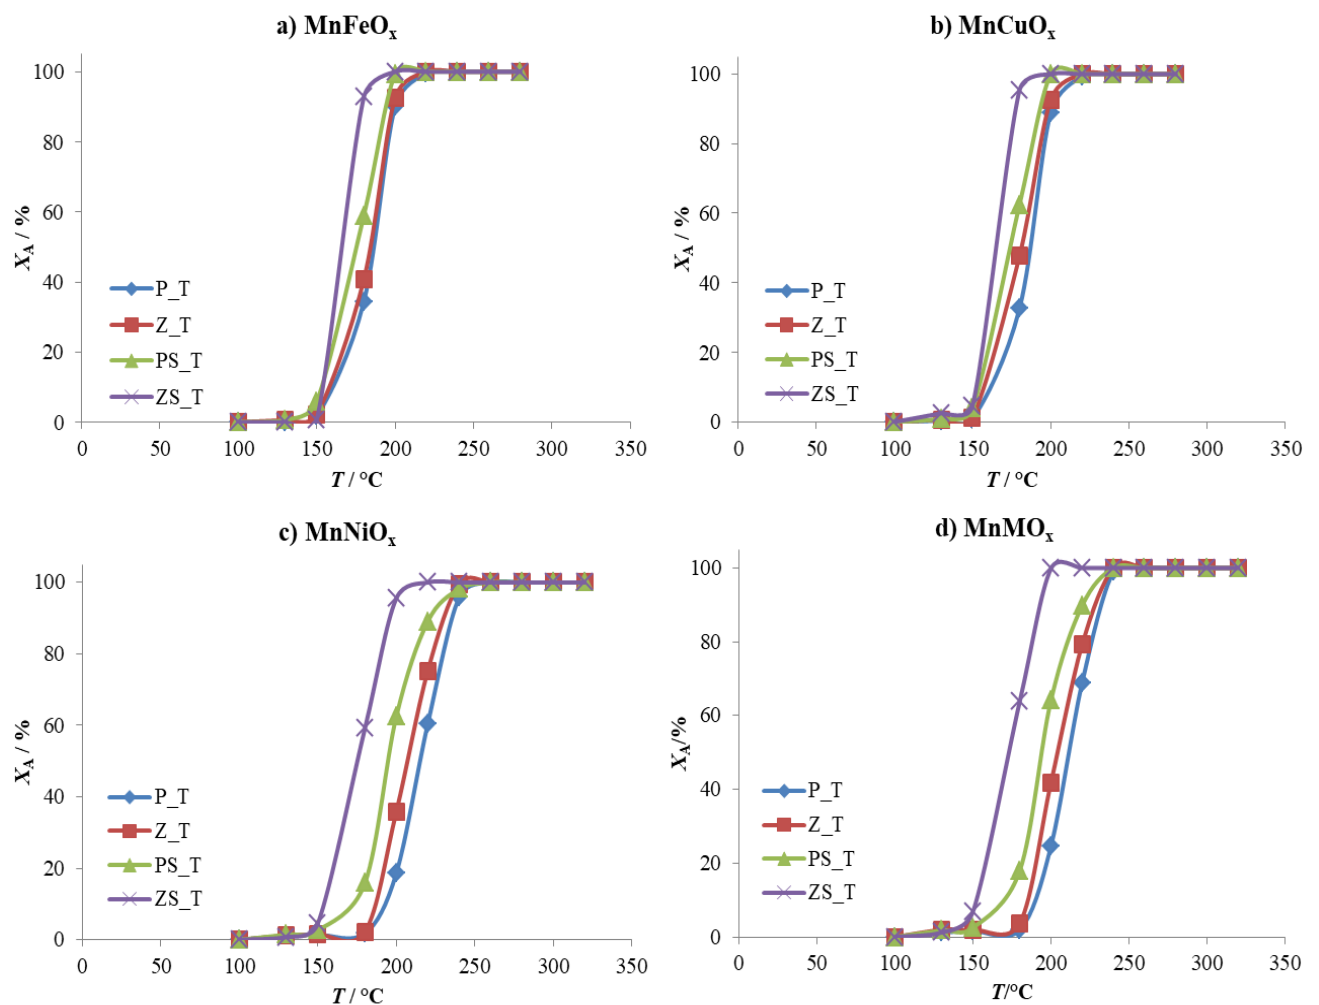 a) MnFeOx
100
80
60
40
20
0
XA / %
P_T
Z_T
PS_T
ZS_T
0 50 100 150 200 250 300 350
T / °C
b) MnCuOx
100
80
60
40
20
0
XA / %
P_T
Z_T
PS_T
ZS_T
0 50 100 150 200 250 300 350
T / °C
c) MnNiOx
100
80
60
40
20
0
XA / %
P_T
Z_T
PS_T
ZS_T
0 50 100 150 200 250 300 350
T / °C
d) MnMOx
100
80
60
40
20
0
XA/%
P_T
Z_T
PS_T
ZS_T
0 50 100 150 200 250 300 350
T/°C